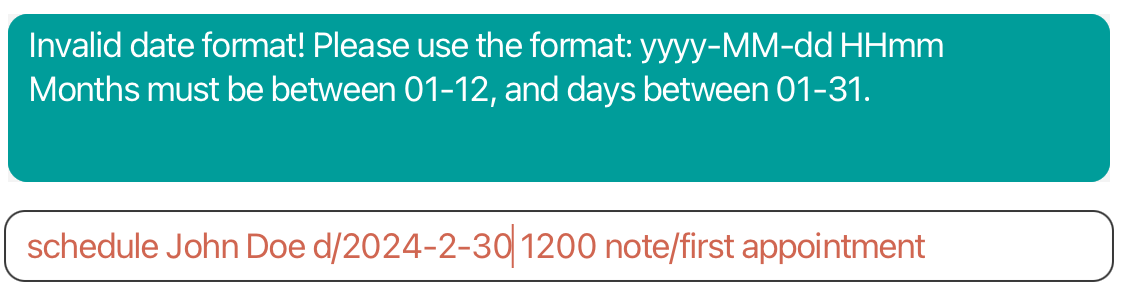 Invalid date format! Please use the format: yyyy-MM-dd HHmm
Months must be between 01-12, and days between 01-31.
schedule John Doe d/2024-2-30 1200 note/first appointment